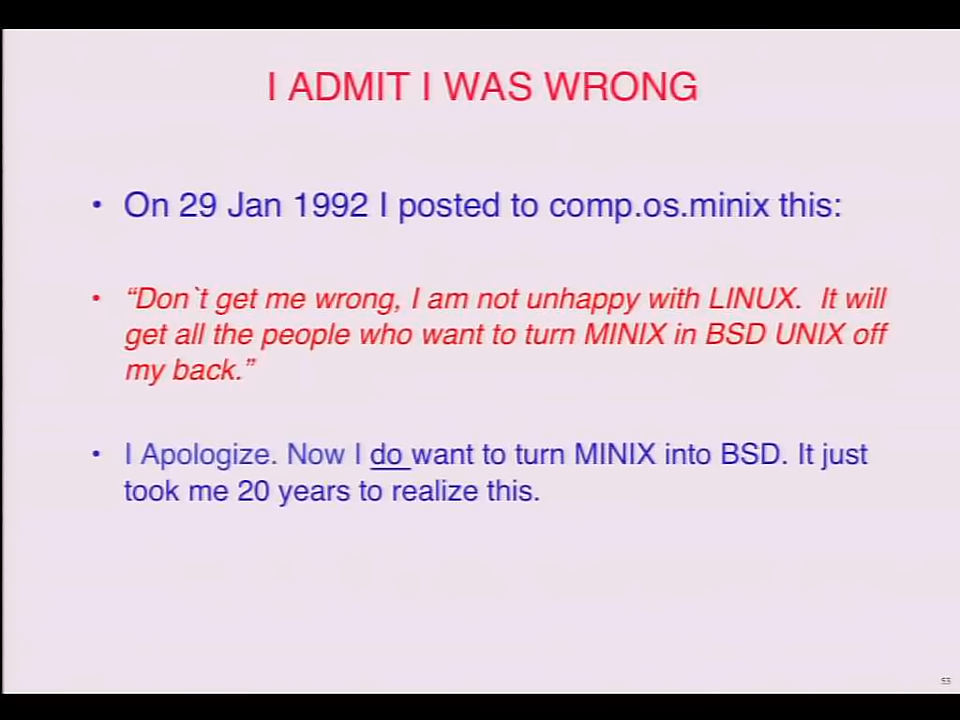 I ADMIT I WAS WRONG
• On 29 Jan 1992 I posted to comp.os.minix this:
• “Don`t get me wrong, I am not unhappy with LINUX. It will
get all the people who want to turn MINIX in BSD UNIX off
my back.”
• I Apologize. Now I do want to turn MINIX into BSD. It just
took me 20 years to realize this.
53